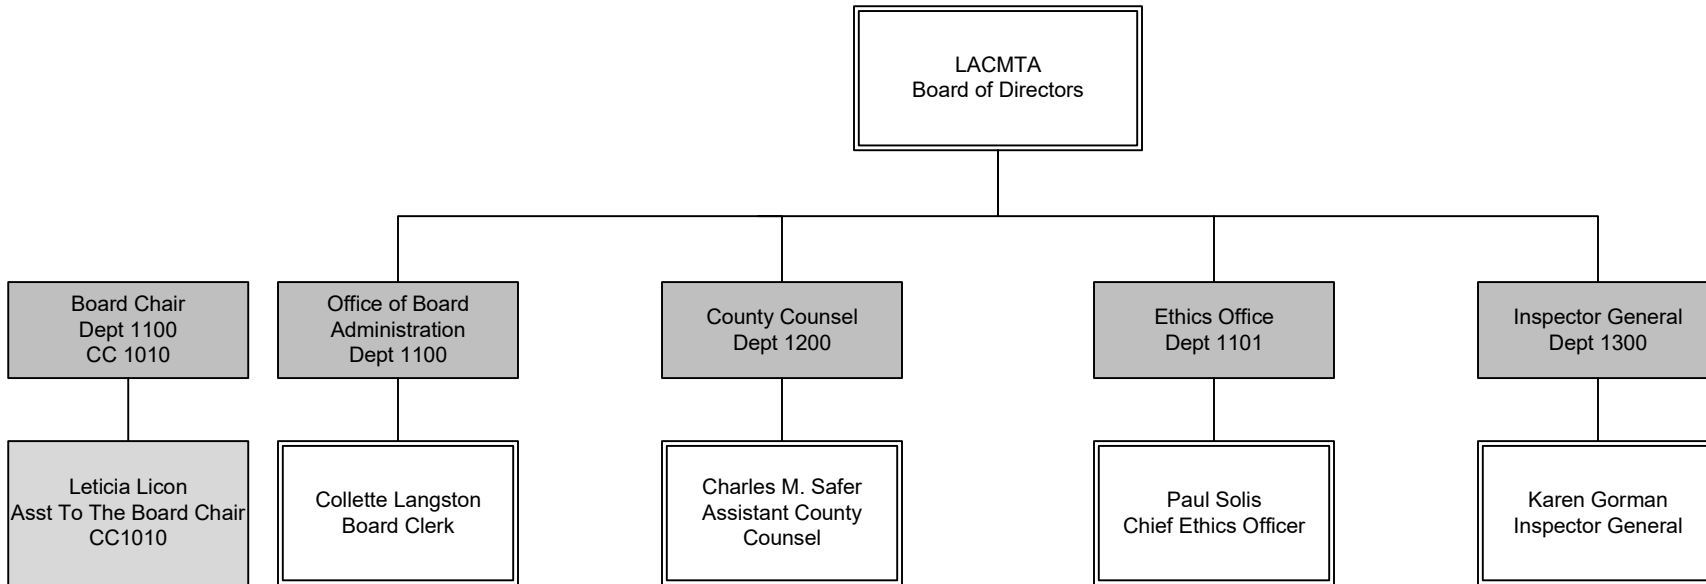 LACMTA
Board of Directors
Board Chair
Dept 1100
CC 1010
Office of Board
Administration
Dept 1100
County Counsel
Dept 1200
Ethics Office
Dept 1101
Inspector General
Dept 1300
Leticia Licon
Asst To The Board Chair
CC1010
Collette Langston
Board Clerk
Charles M. Safer
Assistant County
Counsel
Paul Solis
Chief Ethics Officer
Karen Gorman
Inspector General